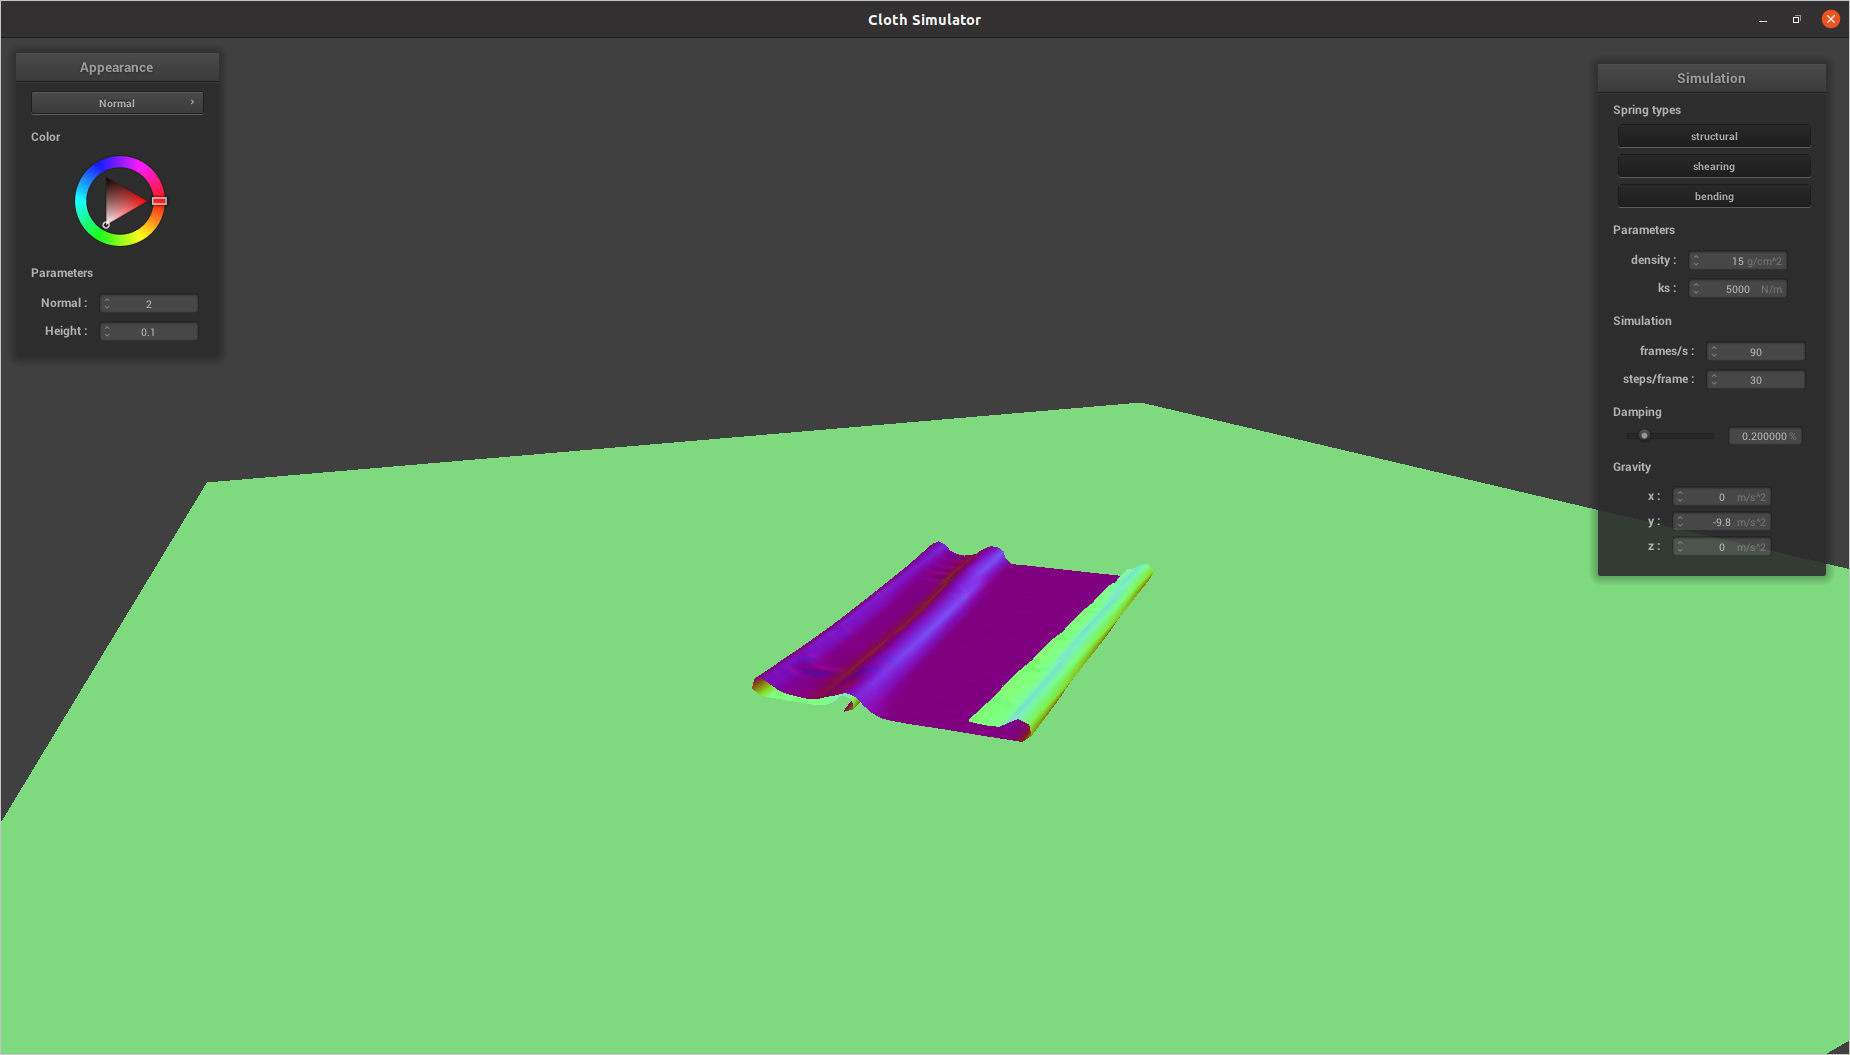 Cloth Simulator
Appearance
Normal
Color
Parameters
Normal : 2
Height : 0.1
Simulation
Spring types
structural
shearing
bending
Parameters
density : 15 g/cm^2
ks : 5000 N/m
Simulation
frames/s : 90
steps/frame : 30
Damping
0.200000 %
Gravity
x : 0 m/s^2
y : -9.8 m/s^2
z : 0 m/s^2